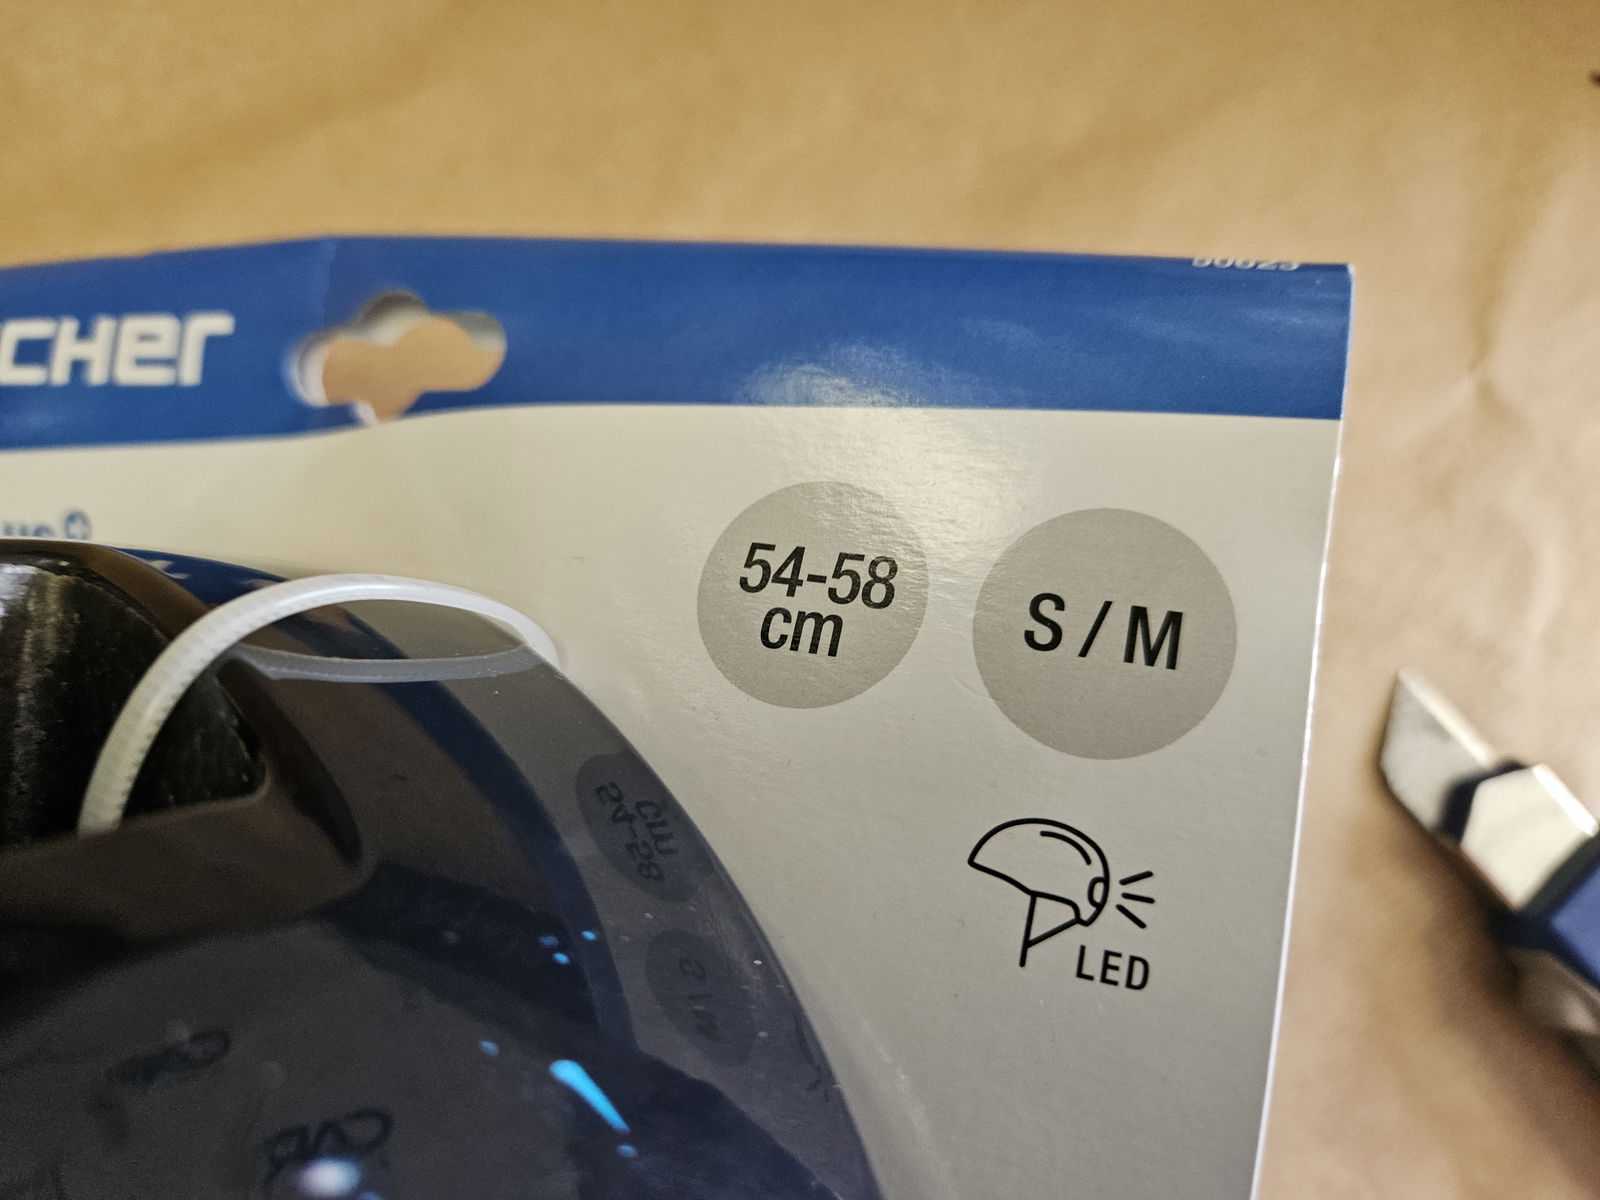 CHer
54-58
cm
S / M
LED